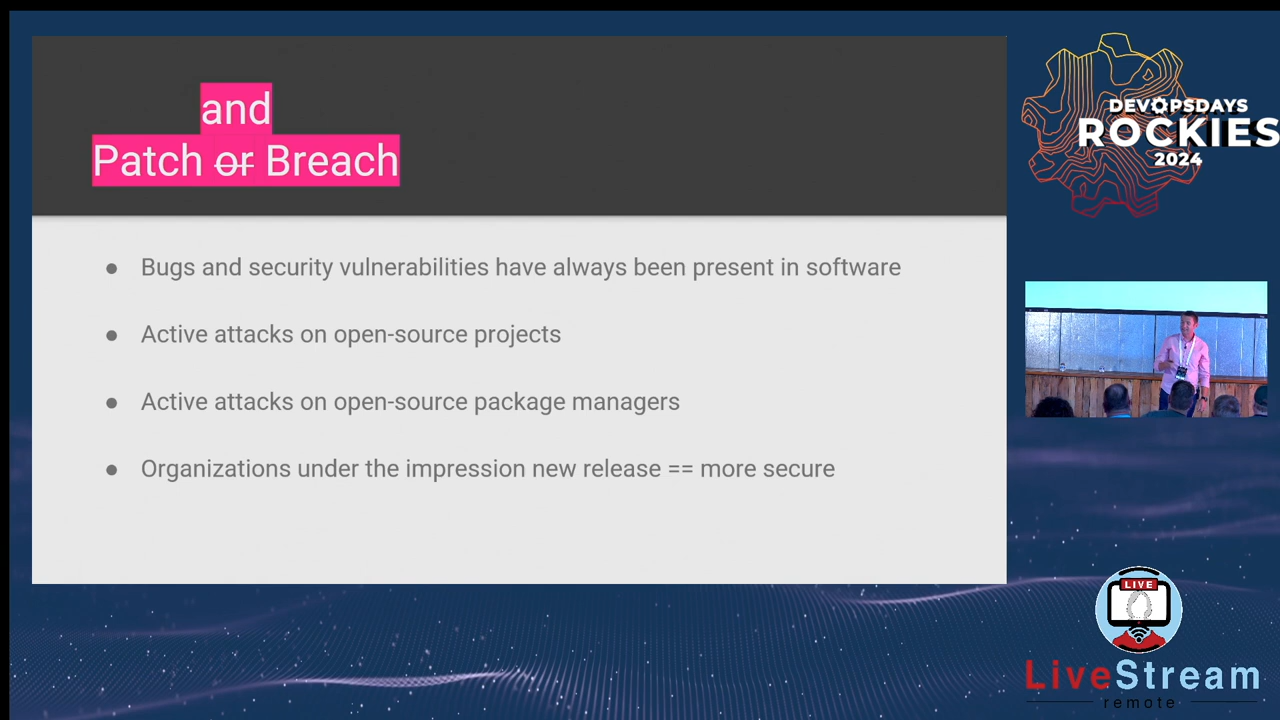 and
Patch or Breach
● Bugs and security vulnerabilities have always been present in software
● Active attacks on open-source projects
● Active attacks on open-source package managers
● Organizations under the impression new release == more secure
DEVOPSDAYS
ROCKIES
2024
LIVE
LiveStream
remote